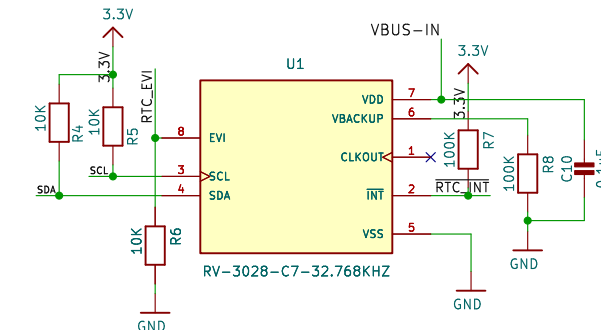 3.3V
VBUS-IN
3.3V
U1
3.3V
RTC_EVI
3.3V
10K
R4
10K
R5
VDD
7
VBACKUP
6
8
EVI
CLKOUT
1
100K
R7
SCL
3
SCL
SDA
4
SDA
INT
2
RTC_INT
100K
R8
C10
10K
R6
VSS
5
RV-3028-C7-32.768KHZ
GND
GND
GND